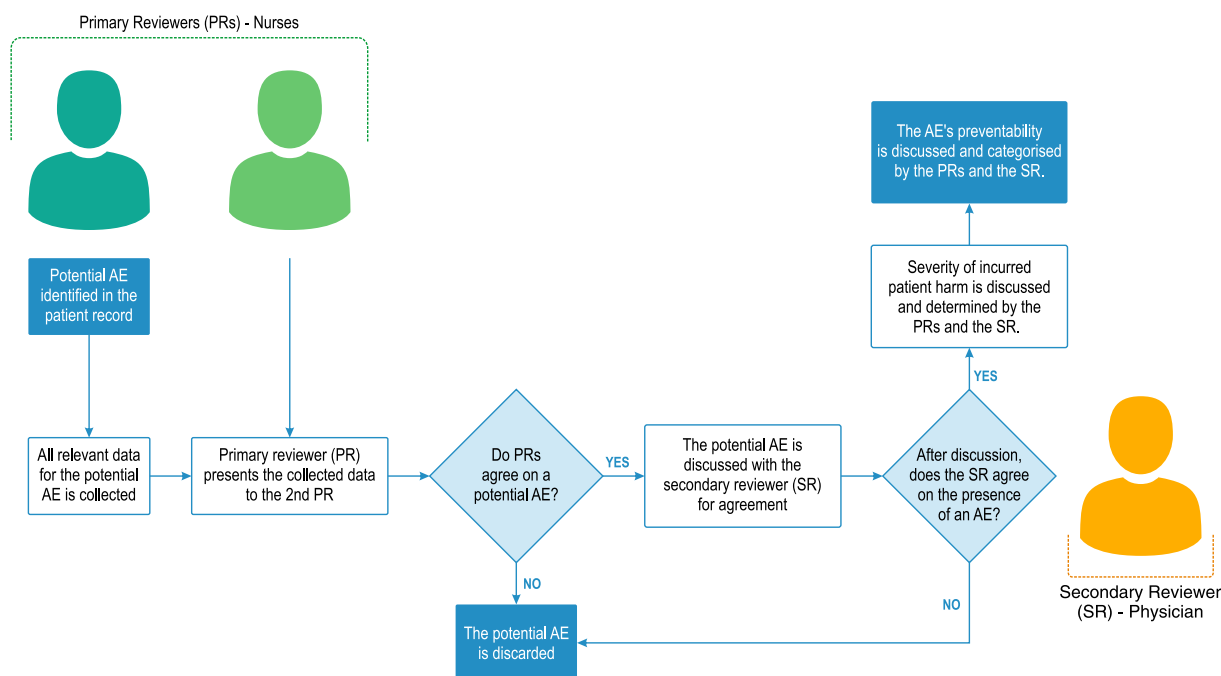 Primary Reviewers (PRs) - Nurses
Potential AE
identified in the
patient record
All relevant data
for the potential
AE is collected
Primary reviewer (PR)
presents the collected data
to the 2nd PR
Do PRs
agree on a
potential AE?
YES
NO
The potential AE is
discussed with the
secondary reviewer (SR)
for agreement
After discussion,
does the SR agree
on the presence
of an AE?
YES
NO
Severity of incurred
patient harm is discussed
and determined by the
PRs and the SR.
The AE's preventability
is discussed and categorised
by the PRs and the SR.
The potential AE
is discarded
Secondary Reviewer
(SR) - Physician